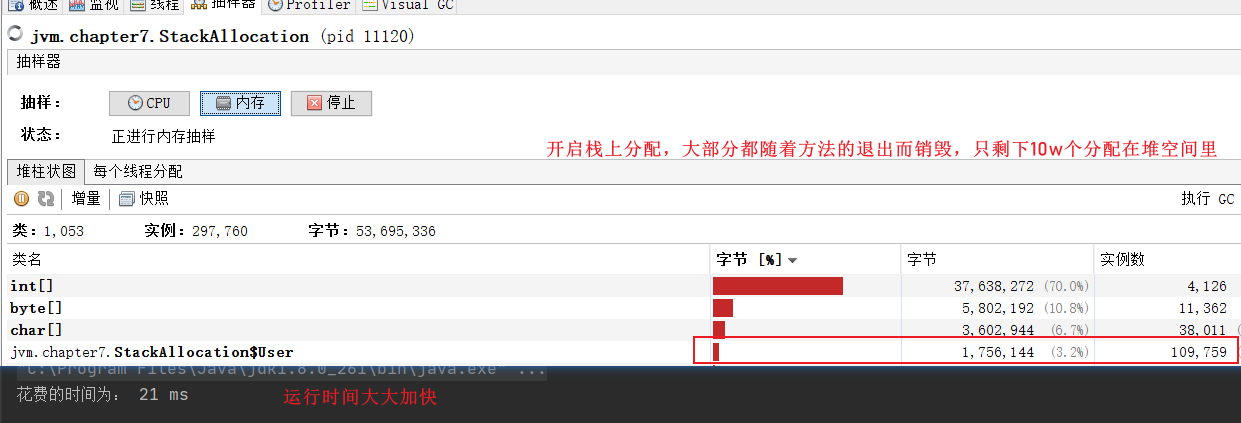 概述 监视 线程 抽样器 Profiler Visual GC
jvm.chapter7.StackAllocation (pid 11120)
抽样器
抽样： CPU 内存 停止
状态： 正进行内存抽样
开启栈上分配，大部分都随着方法的退出而销毁，只剩下10w个分配在堆空间里
堆柱状图 每个线程分配
增量 快照 执行 GC
类：1,053 实例：297,760 字节：53,695,336
类名 字节 [%] 字节 实例数
int[] 37,638,272 (70.0%) 4,126
byte[] 5,802,192 (10.8%) 11,362
char[] 3,602,944 (6.7%) 38,011
jvm.chapter7.StackAllocation$User 1,756,144 (3.2%) 109,759
"C:\Program Files\Java\jdk1.8.0_261\bin\java.exe" ...
花费的时间为： 21 ms 运行时间大大加快